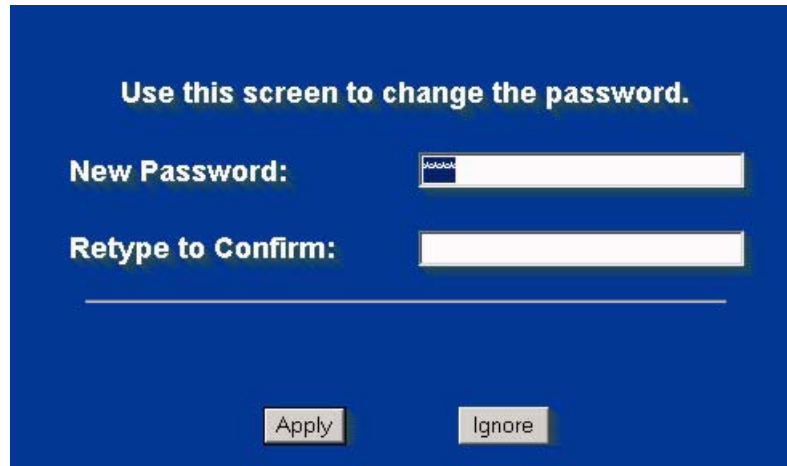 Use this screen to change the password.
New Password:
****
Retype to Confirm:
Apply
Ignore